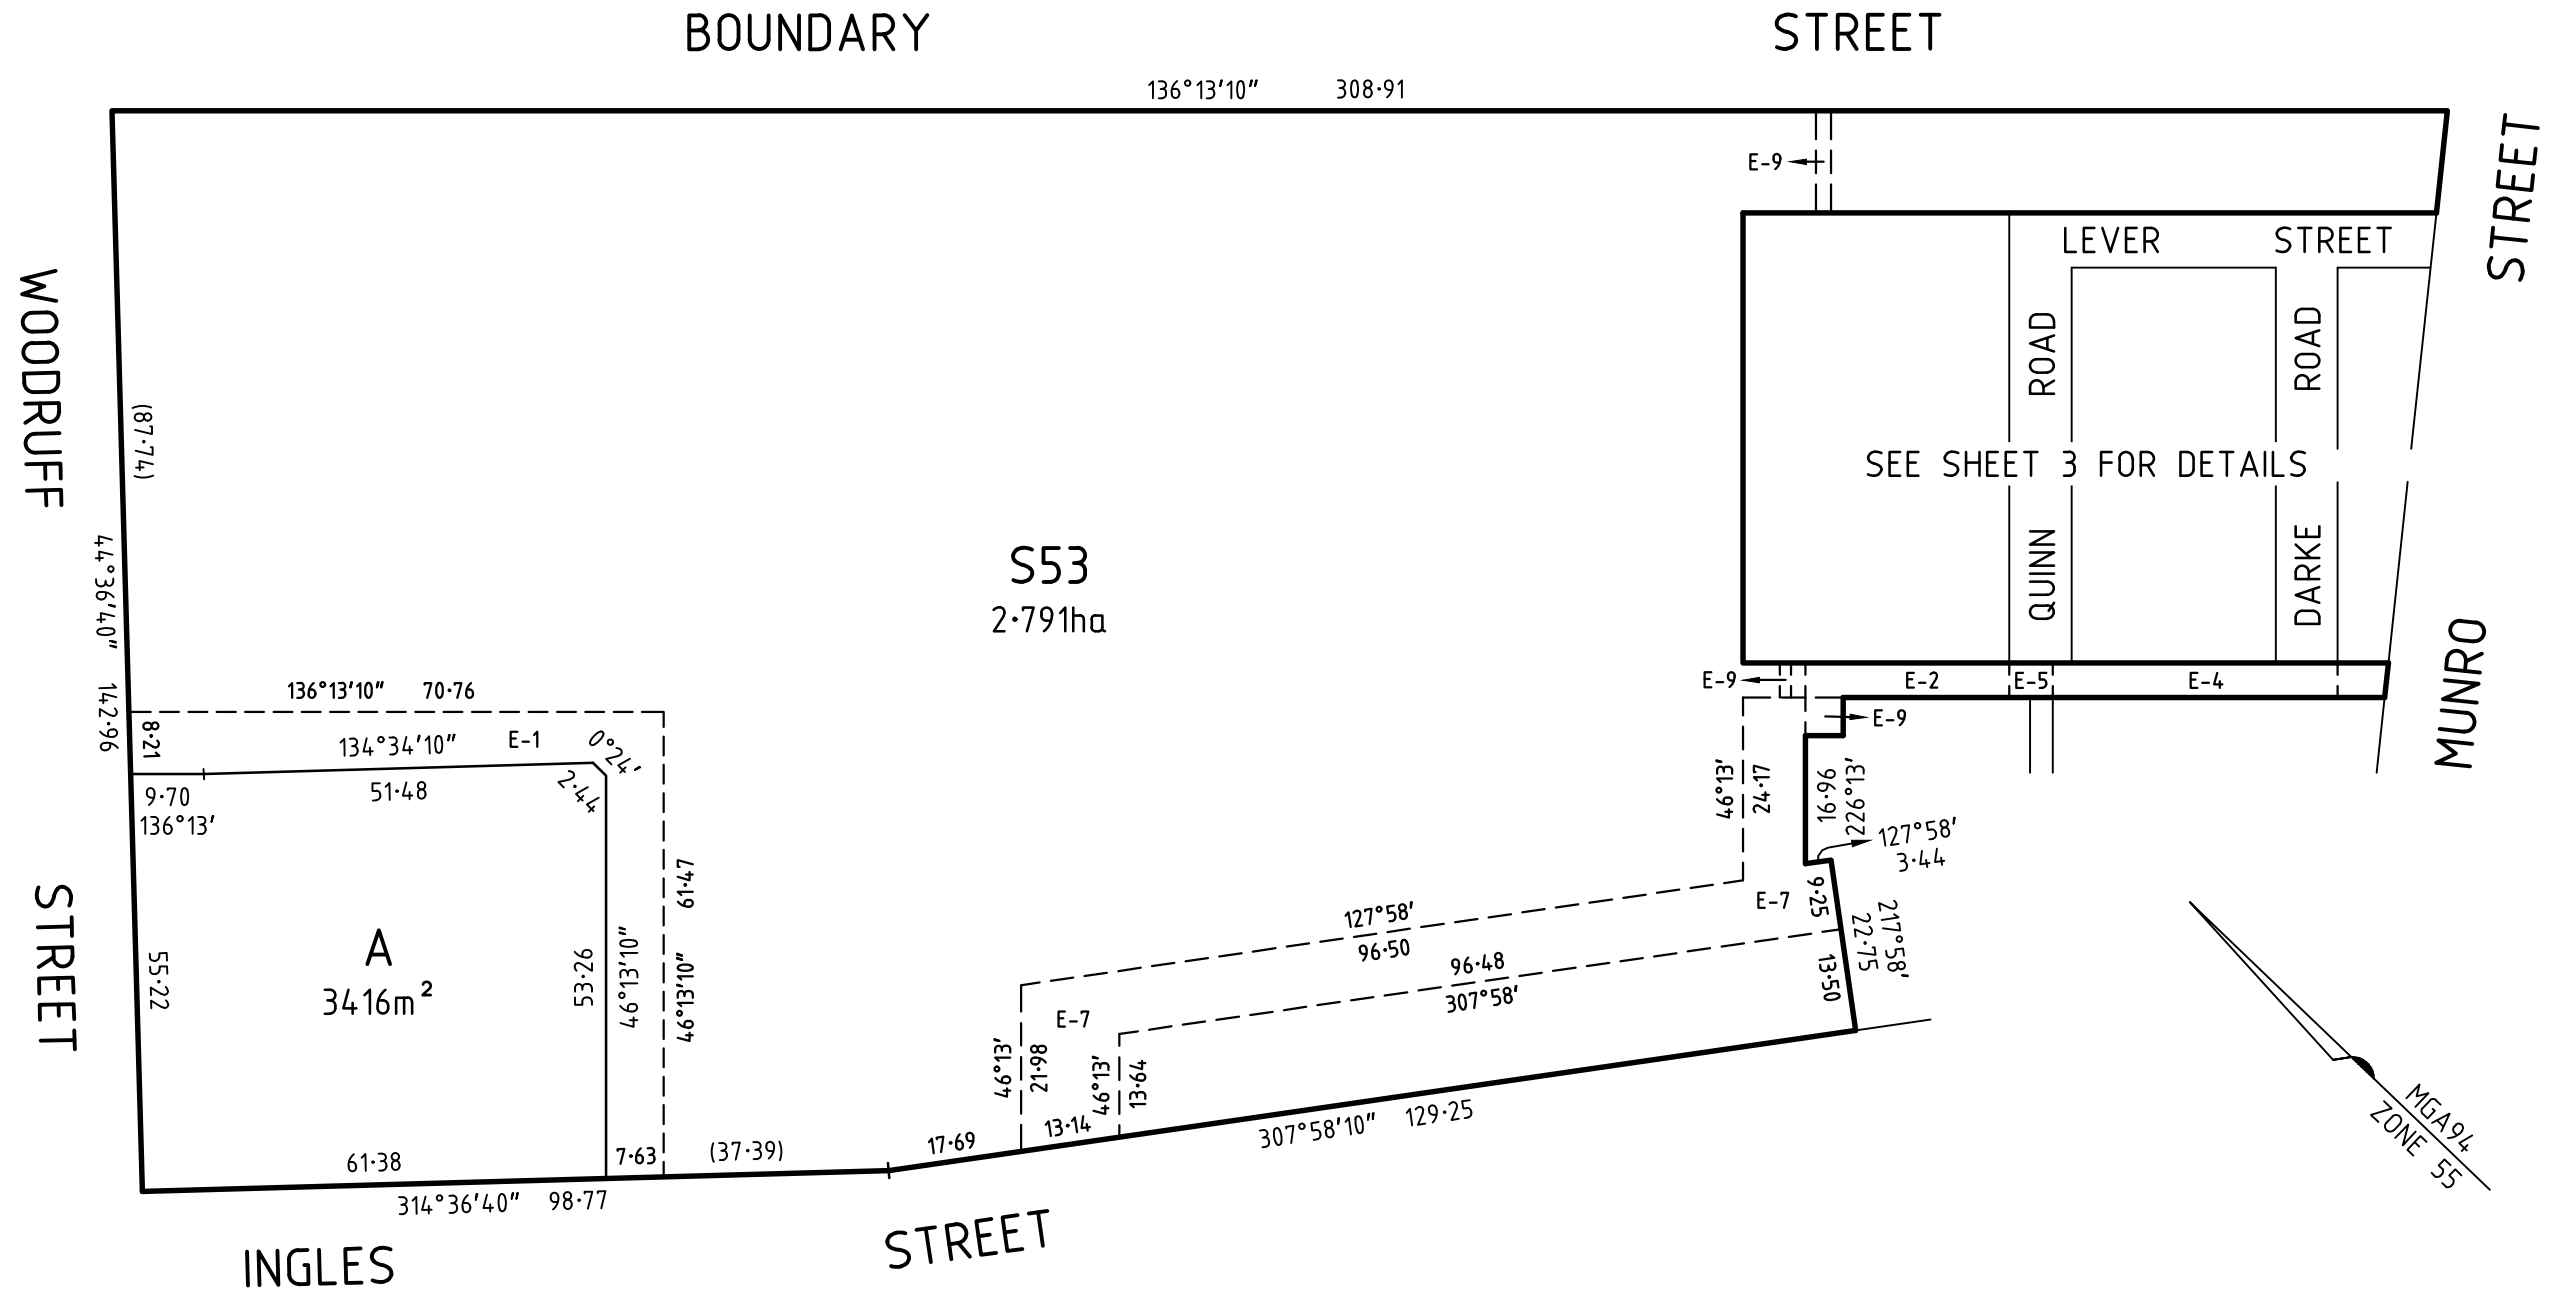 BOUNDARY STREET
136°13'10" 308·91
E-9
STREET
LEVER STREET
ROAD
ROAD
WOODRUFF
(87·74)
SEE SHEET 3 FOR DETAILS
44°36'40" 142·96
S53
2·791ha
QUINN
DARKE
MUNRO
136°13'10" 70·76
E-9
E-2
E-5
E-4
8·21
134°34'10"
E-1
0°24'
E-9
9·70
51·48
2·44
136°13'
46°13'
24·17
16·96
226°13'
127°58'
3·44
61·47
46°13'10"
STREET
A
3416m²
55·22
53·26
46°13'10"
127°58'
96·50
E-7
9·25
217°58'
22·75
96·48
307°58'
13·50
E-7
46°13'
21·98
46°13'
13·64
13·14
17·69
307°58'10" 129·25
61·38
7·63
(37·39)
314°36'40" 98·77
INGLES STREET
MGA94
ZONE 55